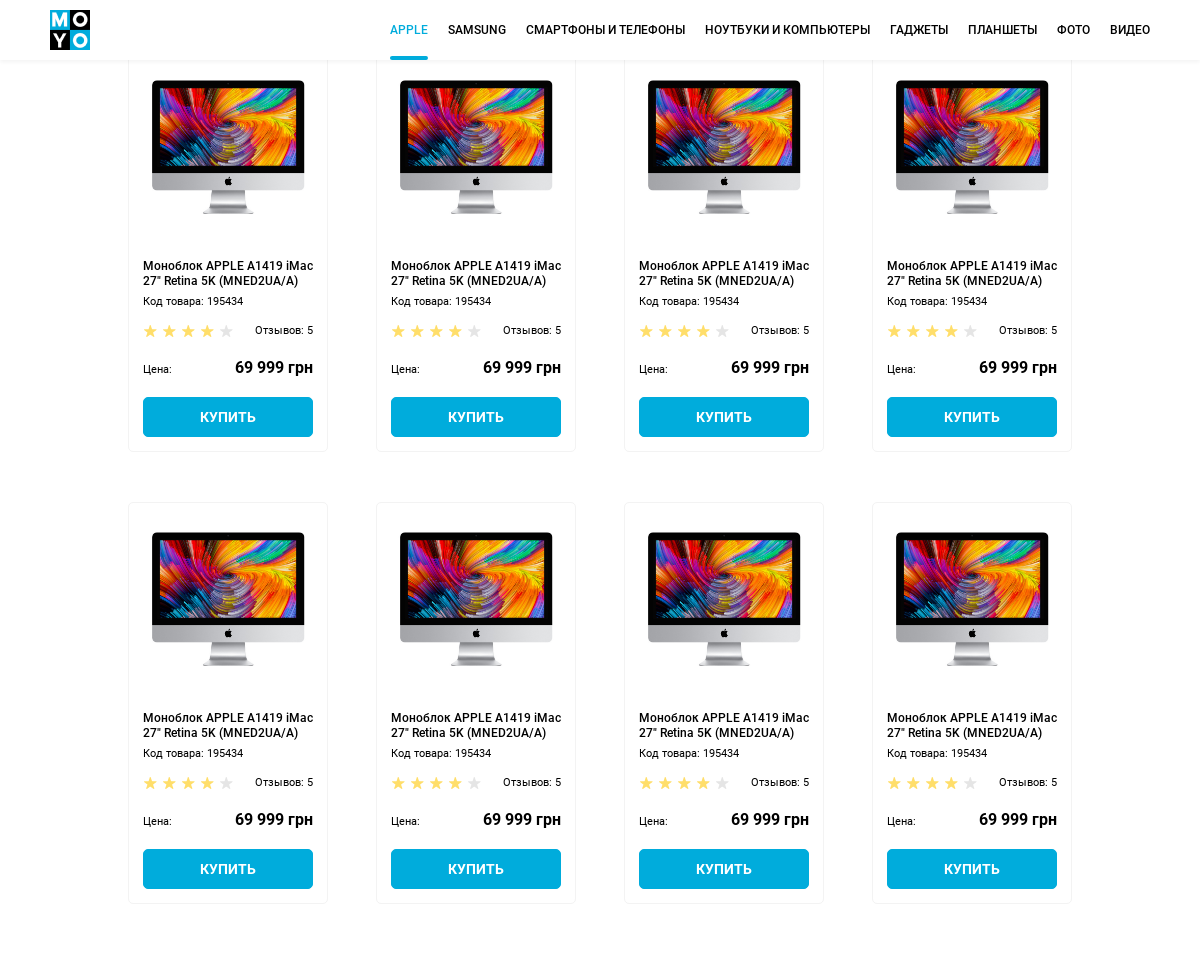 MO
YO
APPLE SAMSUNG СМАРТФОНЫ И ТЕЛЕФОНЫ НОУТБУКИ И КОМПЬЮТЕРЫ ГАДЖЕТЫ ПЛАНШЕТЫ ФОТО ВИДЕО
Моноблок APPLE A1419 iMac
27" Retina 5K (MNED2UA/A)
Код товара: 195434
Отзывов: 5
Цена: 69 999 грн
КУПИТЬ
Моноблок APPLE A1419 iMac
27" Retina 5K (MNED2UA/A)
Код товара: 195434
Отзывов: 5
Цена: 69 999 грн
КУПИТЬ
Моноблок APPLE A1419 iMac
27" Retina 5K (MNED2UA/A)
Код товара: 195434
Отзывов: 5
Цена: 69 999 грн
КУПИТЬ
Моноблок APPLE A1419 iMac
27" Retina 5K (MNED2UA/A)
Код товара: 195434
Отзывов: 5
Цена: 69 999 грн
КУПИТЬ
Моноблок APPLE A1419 iMac
27" Retina 5K (MNED2UA/A)
Код товара: 195434
Отзывов: 5
Цена: 69 999 грн
КУПИТЬ
Моноблок APPLE A1419 iMac
27" Retina 5K (MNED2UA/A)
Код товара: 195434
Отзывов: 5
Цена: 69 999 грн
КУПИТЬ
Моноблок APPLE A1419 iMac
27" Retina 5K (MNED2UA/A)
Код товара: 195434
Отзывов: 5
Цена: 69 999 грн
КУПИТЬ
Моноблок APPLE A1419 iMac
27" Retina 5K (MNED2UA/A)
Код товара: 195434
Отзывов: 5
Цена: 69 999 грн
КУПИТЬ